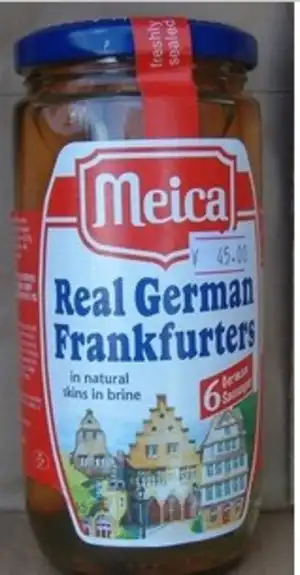 freshly
sealed
Meica
¥ 45.00
Real German
Frankfurters
in natural
skins in brine
6 German
Sausages